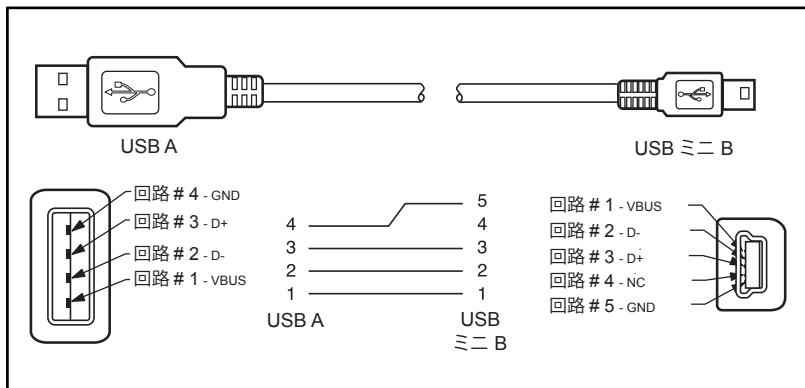 USB A
USB ミニ B
回路 # 4 - GND
回路 # 3 - D+
回路 # 2 - D-
回路 # 1 - VBUS
4
3
2
1
USB A
5
4
3
2
1
USB
ミニ B
回路 # 1 - VBUS
回路 # 2 - D-
回路 # 3 - D+
回路 # 4 - NC
回路 # 5 - GND